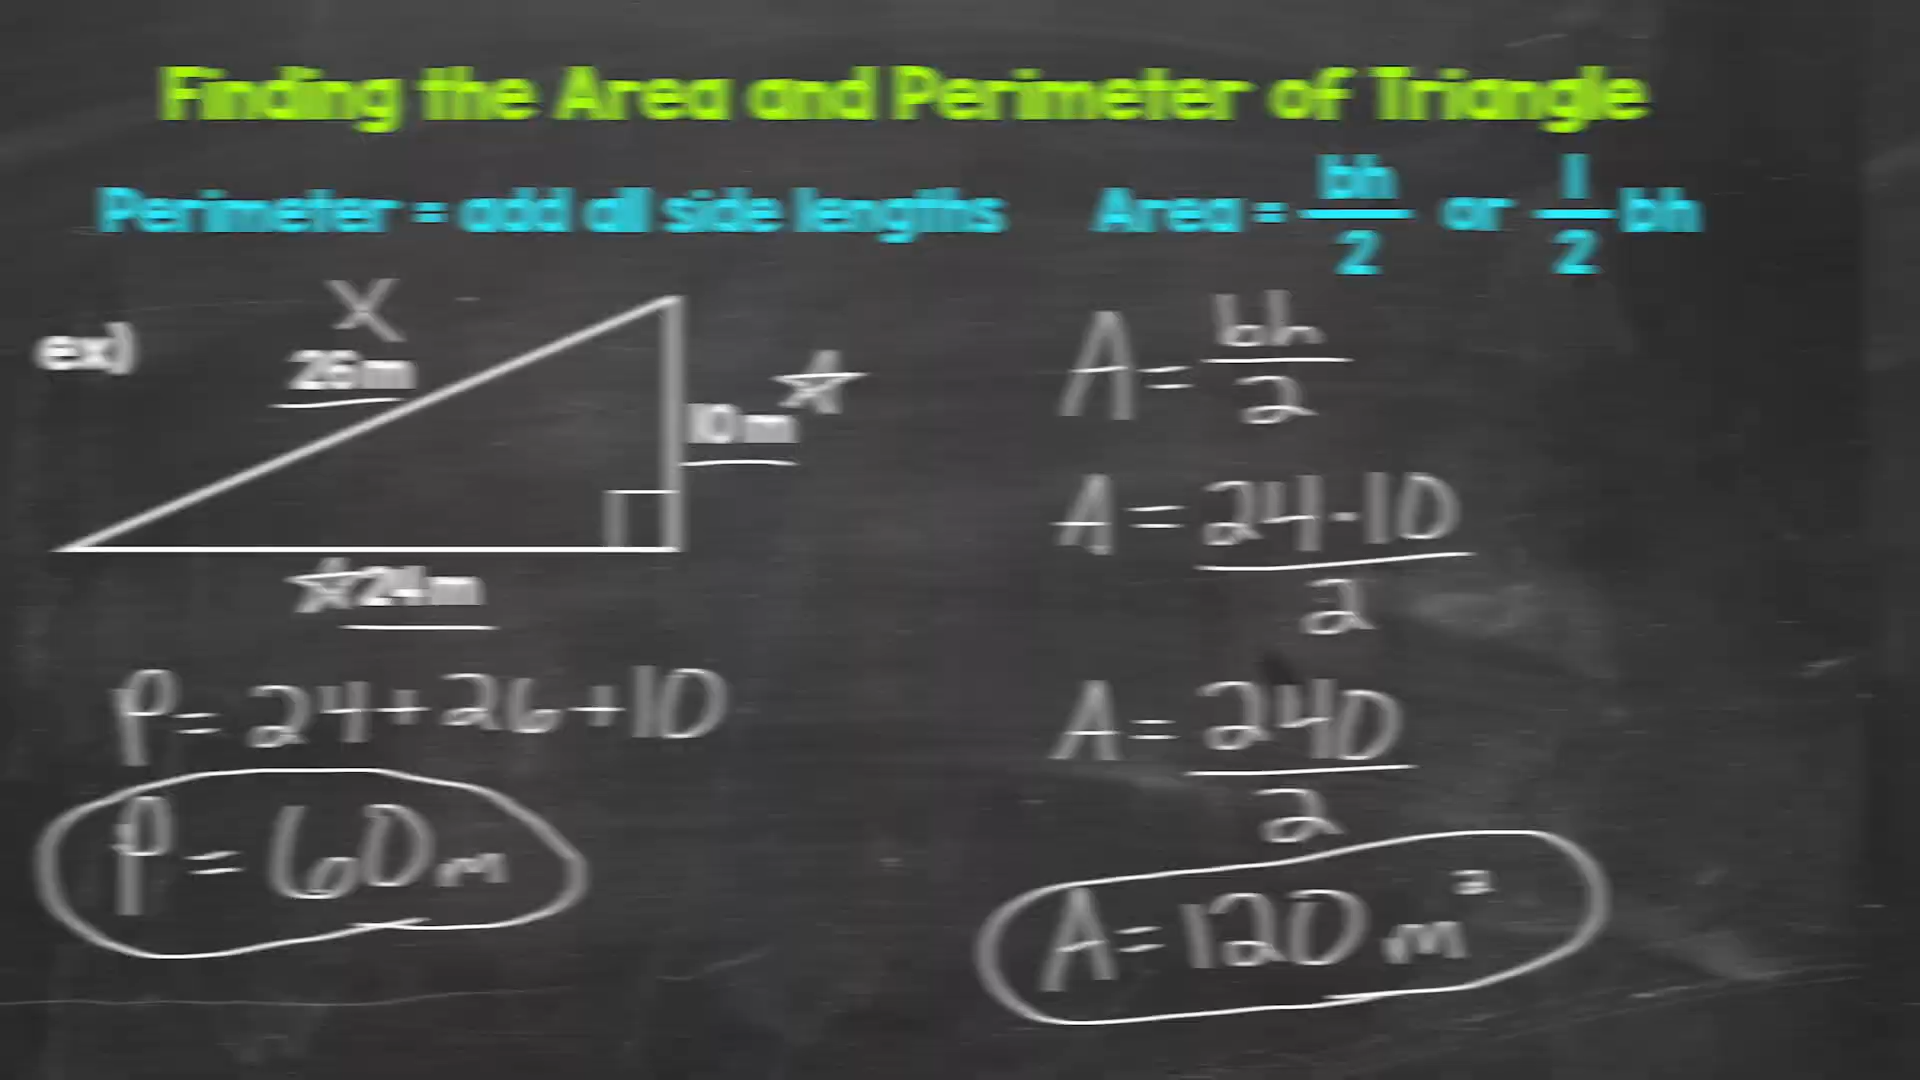 Finding the Area and Perimeter of Triangle
Perimeter = add all side lengths
Area = bh/2 or 1/2 bh
ex)
X
26m
10m
24m
P = 24 + 26 + 10
P = 60 m
A = bh/2
A = 24 · 10/2
A = 240/2
A = 120 m²